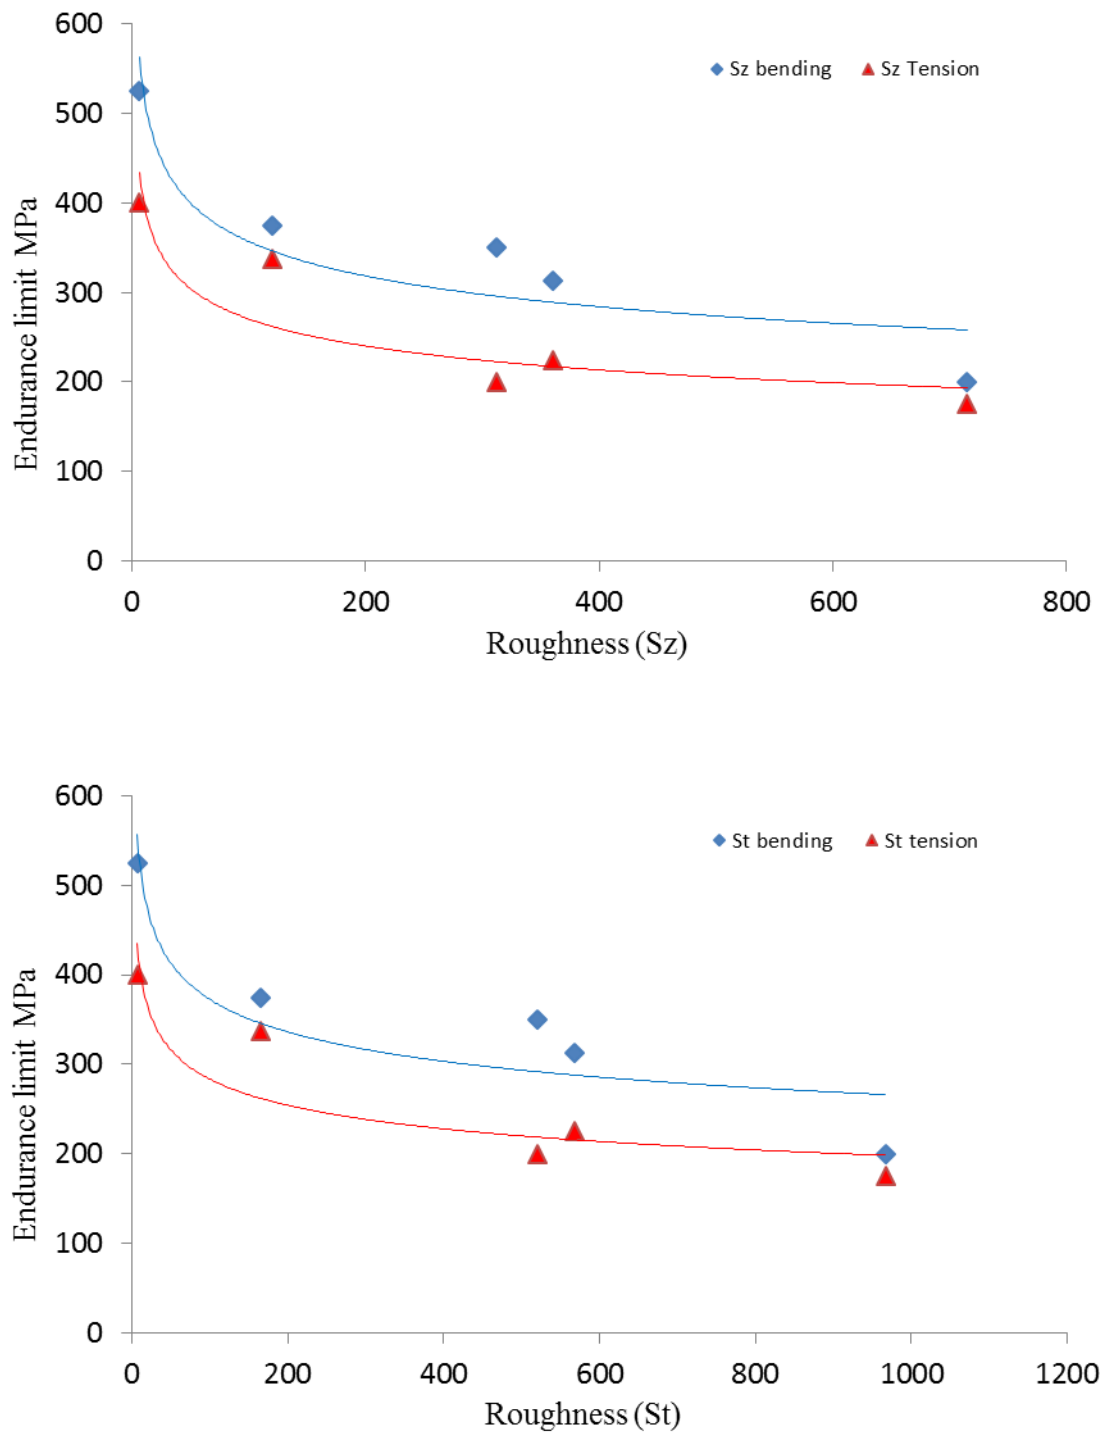 600
Sz bending Sz Tension
500
400
300
200
100
0
Endurance limit MPa
0 200 400 600 800
Roughness (Sz)
600
St bending St tension
500
400
300
200
100
0
Endurance limit MPa
0 200 400 600 800 1000 1200
Roughness (St)